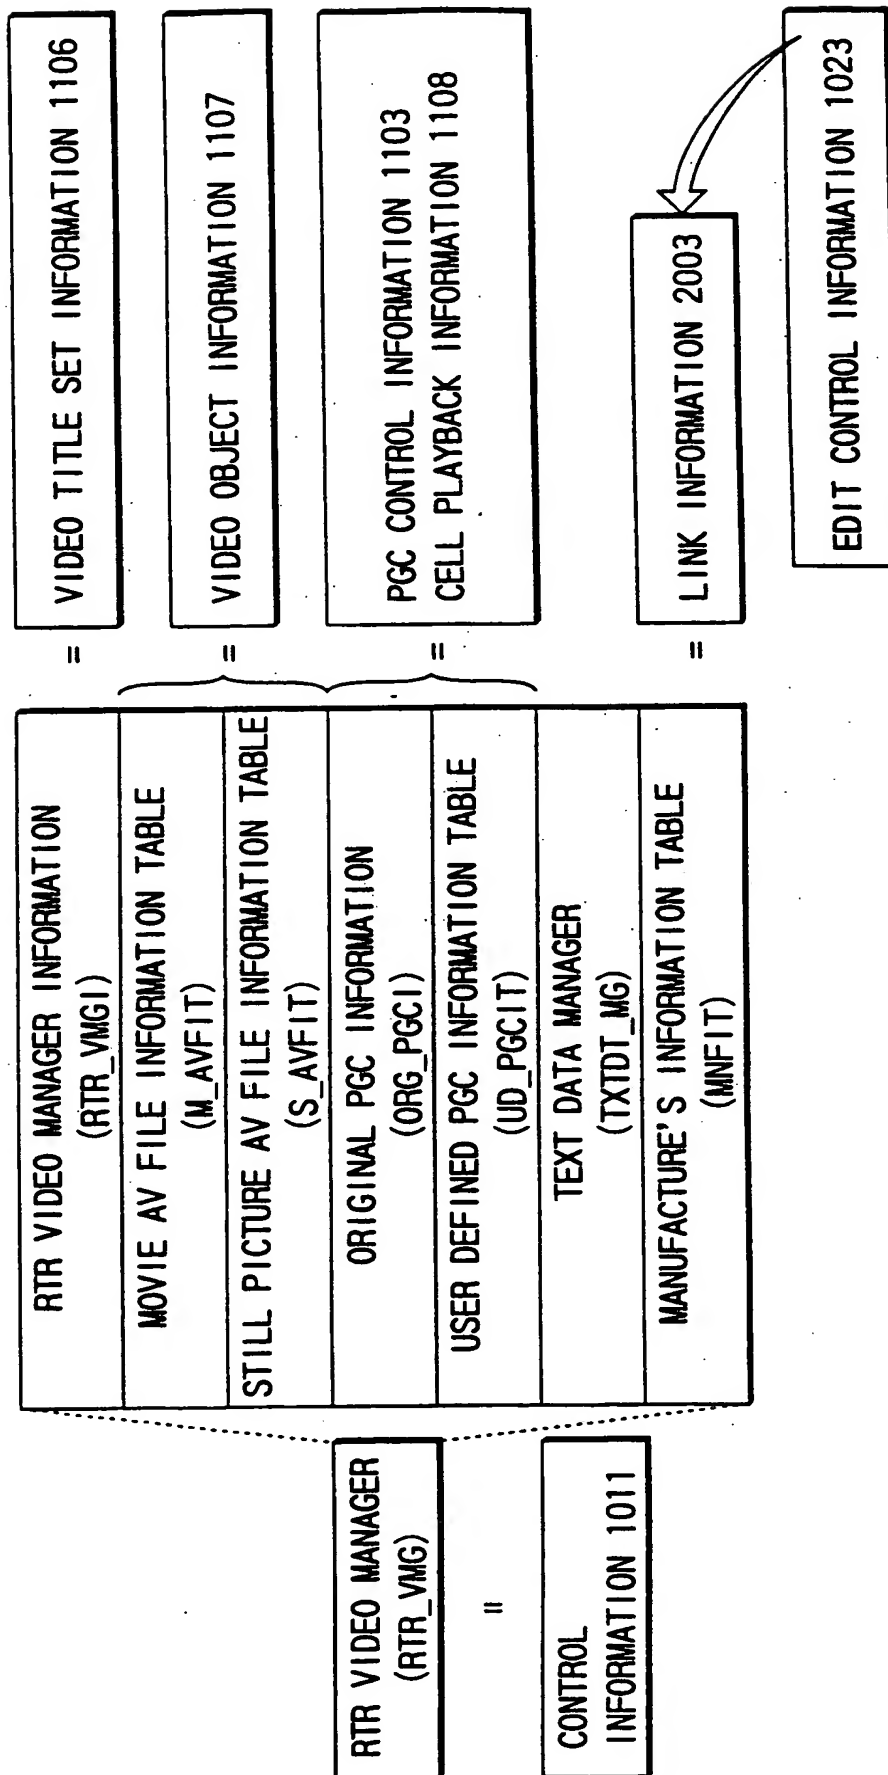 RTR VIDEO MANAGER
(RTR_VMG)
=
CONTROL
INFORMATION 1011
RTR VIDEO MANAGER INFORMATION
(RTR_VMGI)
MOVIE AV FILE INFORMATION TABLE
(M_AVFIT)
STILL PICTURE AV FILE INFORMATION TABLE
(S_AVFIT)
ORIGINAL PGC INFORMATION
(ORG_PGCI)
USER DEFINED PGC INFORMATION TABLE
(UD_PGCIT)
TEXT DATA MANAGER
(TXTDT_MG)
MANUFACTURE'S INFORMATION TABLE
(MNFIT)
=
VIDEO TITLE SET INFORMATION 1106
=
VIDEO OBJECT INFORMATION 1107
=
PGC CONTROL INFORMATION 1103
CELL PLAYBACK INFORMATION 1108
=
LINK INFORMATION 2003
EDIT CONTROL INFORMATION 1023